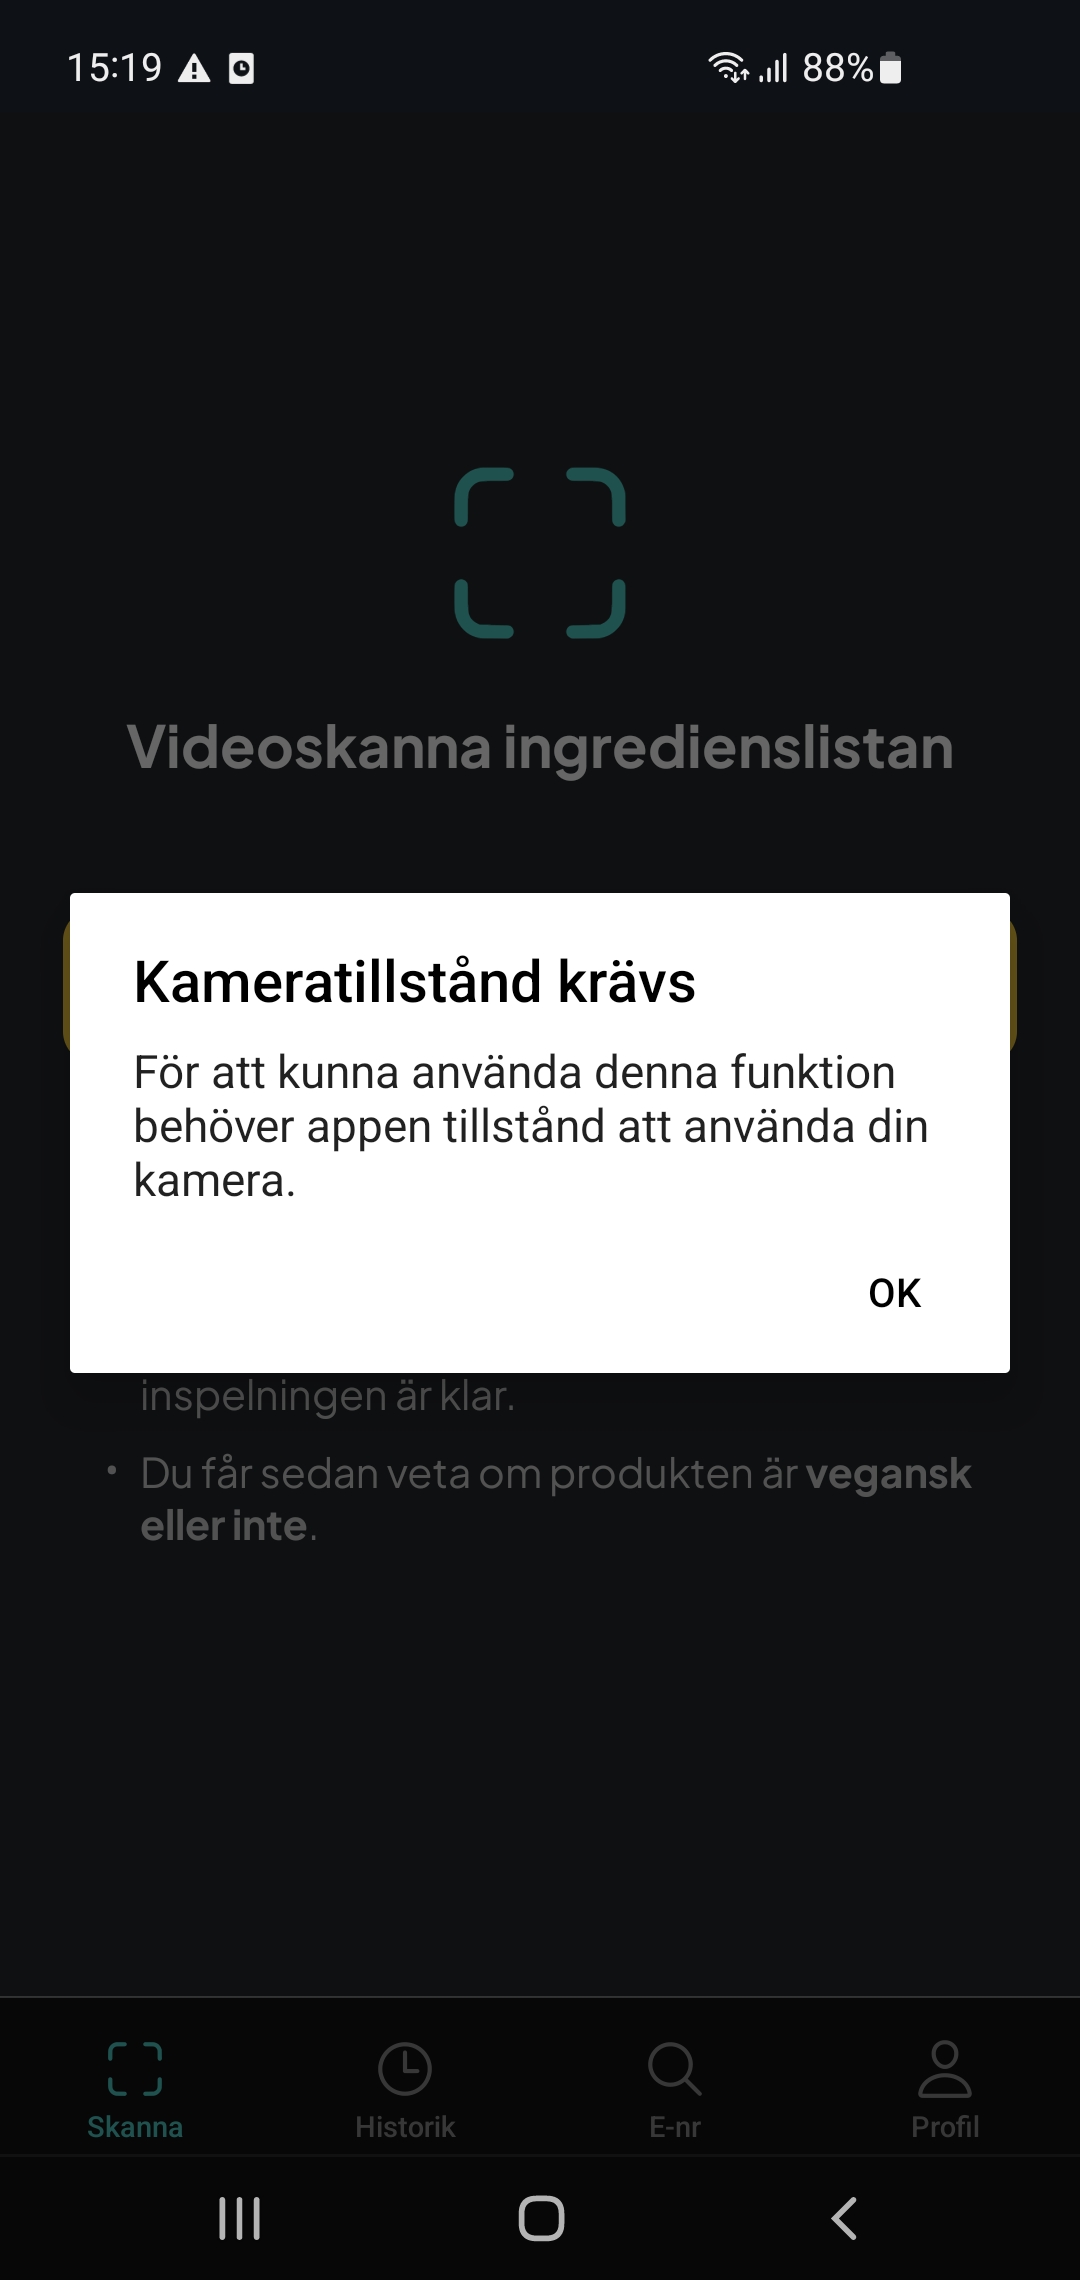 15:19
88%
Videoskanna ingredienslistan
Kameratillstånd krävs
För att kunna använda denna funktion
behöver appen tillstånd att använda din
kamera.
OK
inspelningen är klar.
• Du får sedan veta om produkten är vegansk
eller inte.
Skanna
Historik
E-nr
Profil